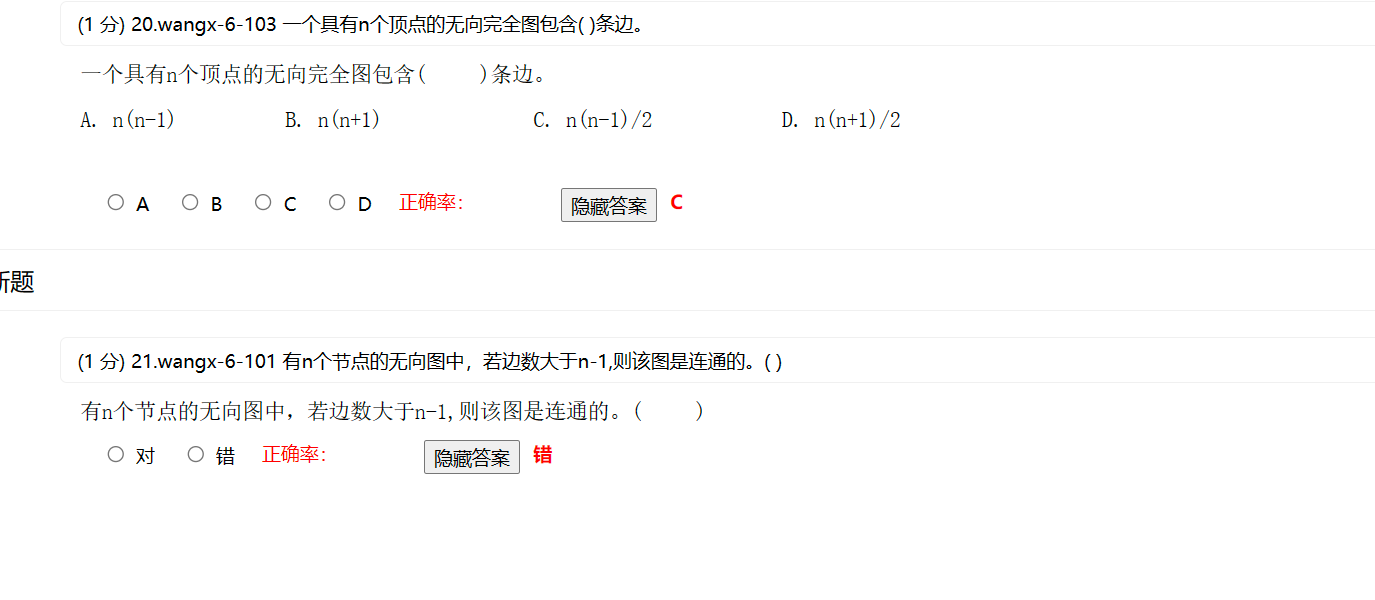 (1 分) 20.wangx-6-103 一个具有n个顶点的无向完全图包含( )条边。
一个具有n个顶点的无向完全图包含(    )条边。
A. n(n-1)    B. n(n+1)    C. n(n-1)/2    D. n(n+1)/2
A B C D 正确率: 隐藏答案 C
断题
(1 分) 21.wangx-6-101 有n个节点的无向图中，若边数大于n-1,则该图是连通的。( )
有n个节点的无向图中，若边数大于n-1,则该图是连通的。(    )
对 错 正确率: 隐藏答案 错